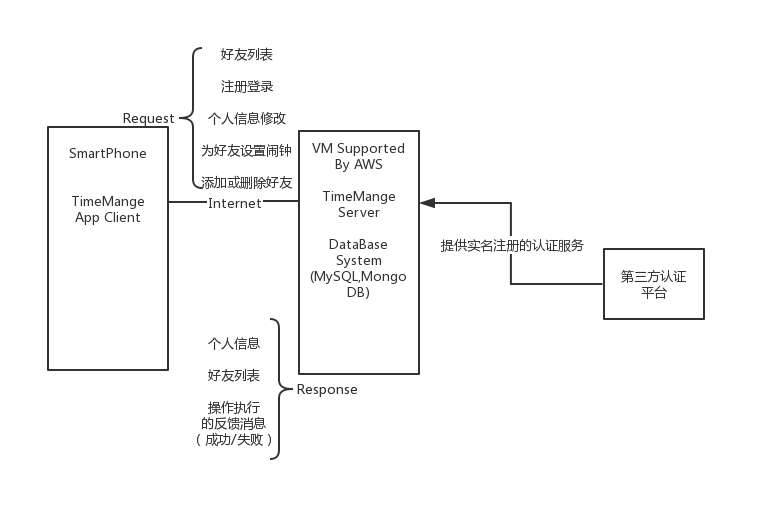 好友列表
注册登录
Request
个人信息修改
为好友设置闹钟
添加或删除好友
Internet
SmartPhone
TimeMange
App Client
VM Supported
By AWS
TimeMange
Server
DataBase
System
(MySQL,Mongo
DB)
提供实名注册的认证服务
第三方认证
平台
个人信息
好友列表
操作执行
的反馈消息
（成功/失败）
Response